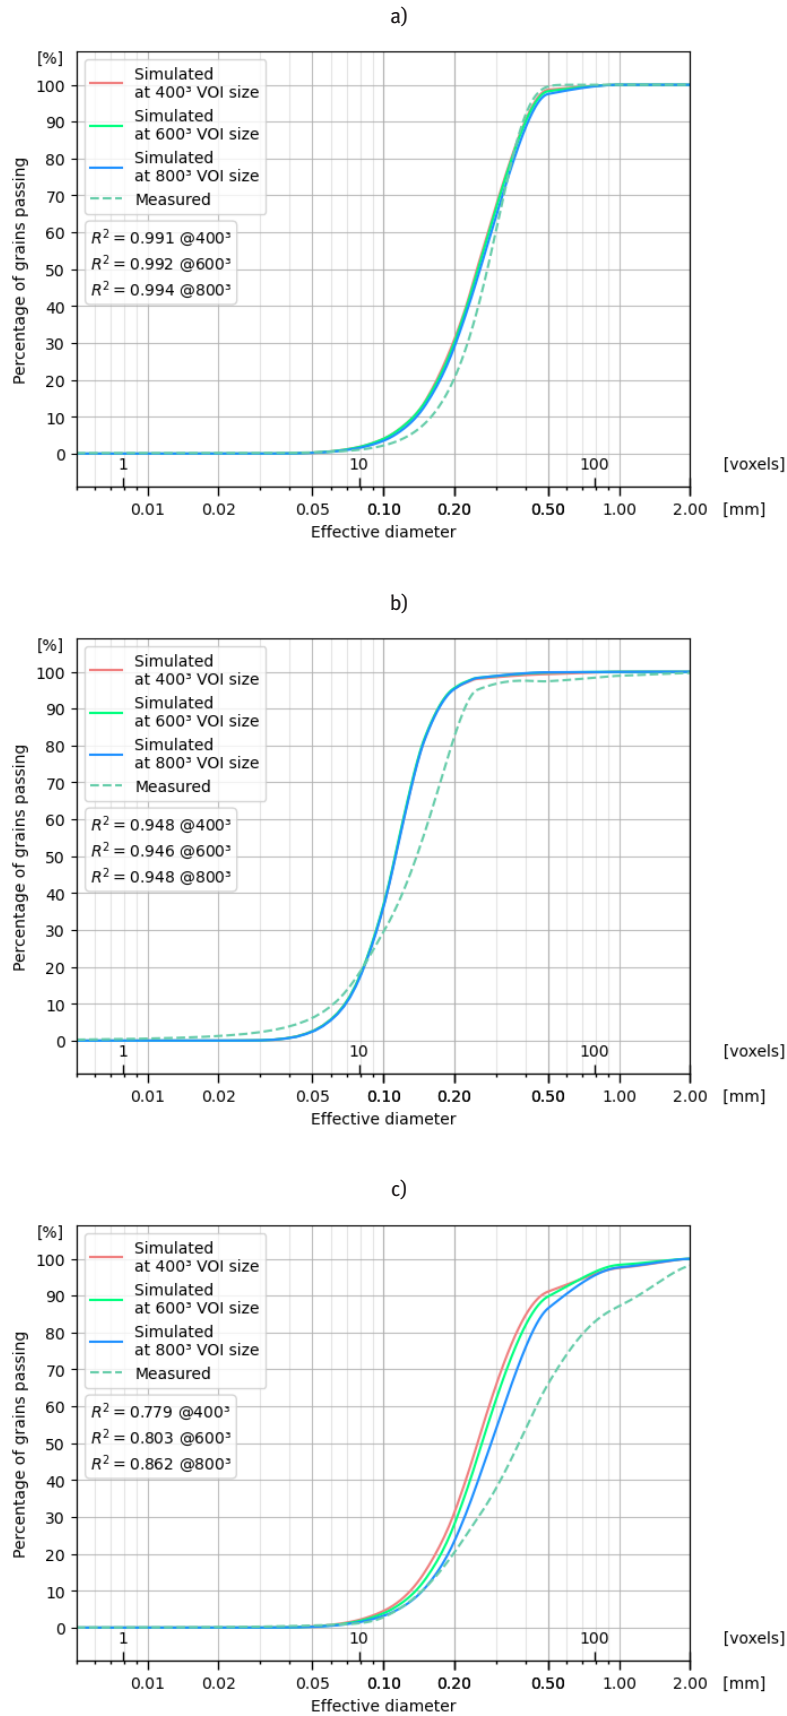 a)
[%]
Simulated
at 400³ VOI size
Simulated
at 600³ VOI size
Simulated
at 800³ VOI size
Measured
R² = 0.991 @400³
R² = 0.992 @600³
R² = 0.994 @800³
100
90
80
70
60
50
40
30
20
10
0
Percentage of grains passing
1 10 100 [voxels]
0.01 0.02 0.05 0.10 0.20 0.50 1.00 2.00 [mm]
Effective diameter
b)
[%]
Simulated
at 400³ VOI size
Simulated
at 600³ VOI size
Simulated
at 800³ VOI size
Measured
R² = 0.948 @400³
R² = 0.946 @600³
R² = 0.948 @800³
100
90
80
70
60
50
40
30
20
10
0
Percentage of grains passing
1 10 100 [voxels]
0.01 0.02 0.05 0.10 0.20 0.50 1.00 2.00 [mm]
Effective diameter
c)
[%]
Simulated
at 400³ VOI size
Simulated
at 600³ VOI size
Simulated
at 800³ VOI size
Measured
R² = 0.779 @400³
R² = 0.803 @600³
R² = 0.862 @800³
100
90
80
70
60
50
40
30
20
10
0
Percentage of grains passing
1 10 100 [voxels]
0.01 0.02 0.05 0.10 0.20 0.50 1.00 2.00 [mm]
Effective diameter